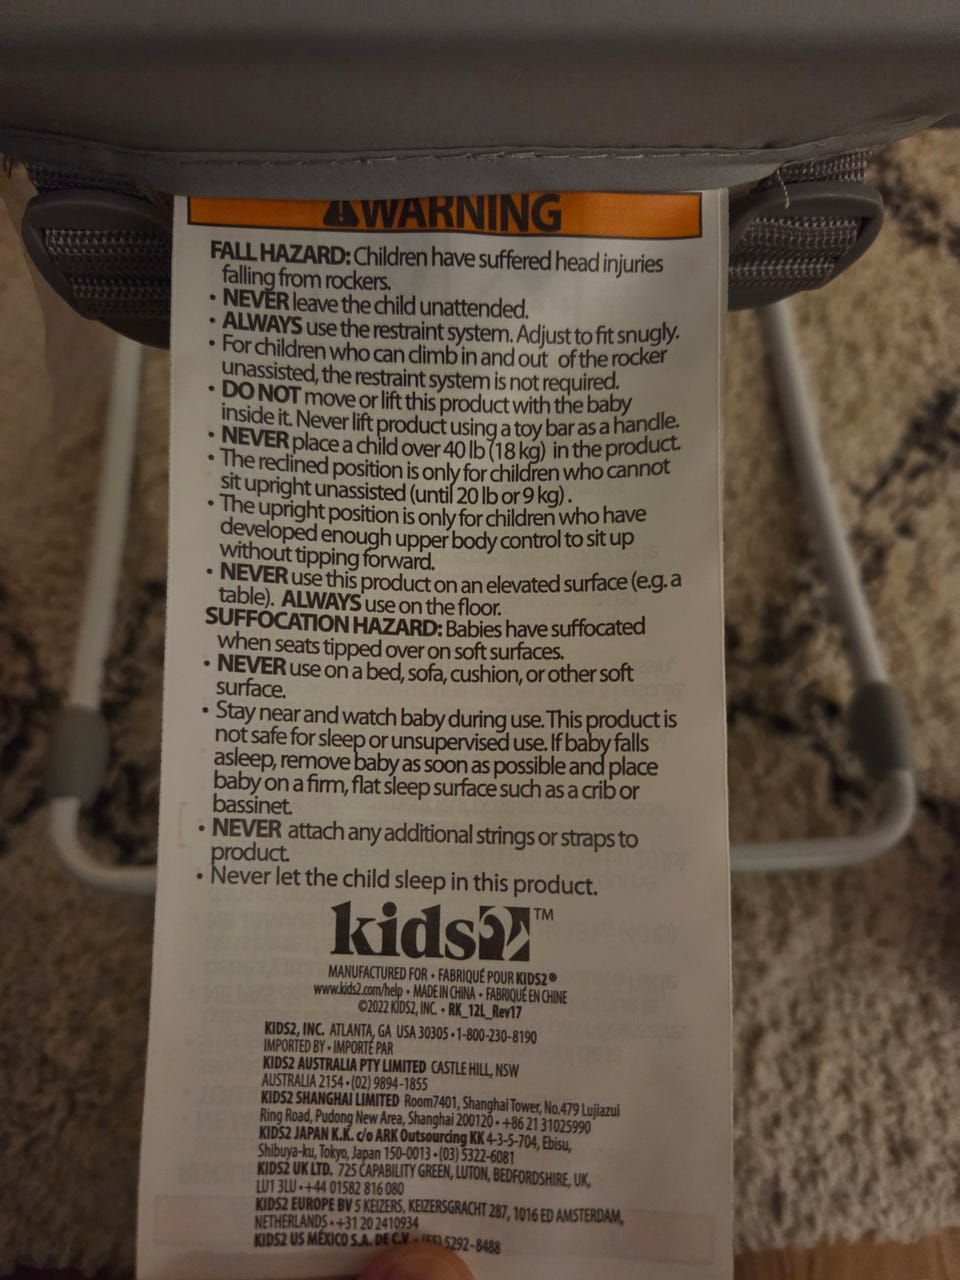 WARNING
FALL HAZARD: Children have suffered head injuries
falling from rockers.
• NEVER leave the child unattended.
• ALWAYS use the restraint system. Adjust to fit snugly.
• For children who can climb in and out of the rocker
unassisted, the restraint system is not required.
• DO NOT move or lift this product with the baby
inside it. Never lift product using a toy bar as a handle.
• NEVER place a child over 40 lb (18 kg) in the product.
• The reclined position is only for children who cannot
sit upright unassisted (until 20 lb or 9 kg).
• The upright position is only for children who have
developed enough upper body control to sit up
without tipping forward.
• NEVER use this product on an elevated surface (e.g. a
table). ALWAYS use on the floor.
SUFFOCATION HAZARD: Babies have suffocated
when seats tipped over on soft surfaces.
• NEVER use on a bed, sofa, cushion, or other soft
surface.
• Stay near and watch baby during use. This product is
not safe for sleep or unsupervised use. If baby falls
asleep, remove baby as soon as possible and place
baby on a firm, flat sleep surface such as a crib or
bassinet.
• NEVER attach any additional strings or straps to
product.
• Never let the child sleep in this product.
kids2™
MANUFACTURED FOR • FABRIQUÉ POUR KIDS2®
www.kids2.com/help • MADE IN CHINA • FABRIQUÉ EN CHINE
©2022 KIDS2, INC. • RK_12L_Rev17
KIDS2, INC. ATLANTA, GA USA 30305 • 1-800-230-8190
IMPORTED BY • IMPORTÉ PAR
KIDS2 AUSTRALIA PTY LIMITED CASTLE HILL, NSW
AUSTRALIA 2154 • (02) 9894-1855
KIDS2 SHANGHAI LIMITED Room7401, Shanghai Tower, No.479 Lujiazui
Ring Road, Pudong New Area, Shanghai 200120 • +86 21 31025990
KIDS2 JAPAN K.K. c/o ARK Outsourcing KK 4-3-5-704, Ebisu,
Shibuya-ku, Tokyo, Japan 150-0013 • (03) 5322-6081
KIDS2 UK LTD. 725 CAPABILITY GREEN, LUTON, BEDFORDSHIRE, UK,
LU1 3LU • +44 01582 816 080
KIDS2 EUROPE BV 5 KEIZERS, KEIZERSGRACHT 287, 1016 ED AMSTERDAM,
NETHERLANDS • +31 20 2410934
KIDS2 US MÉXICO S.A. DE C.V. • (55) 5292-8488